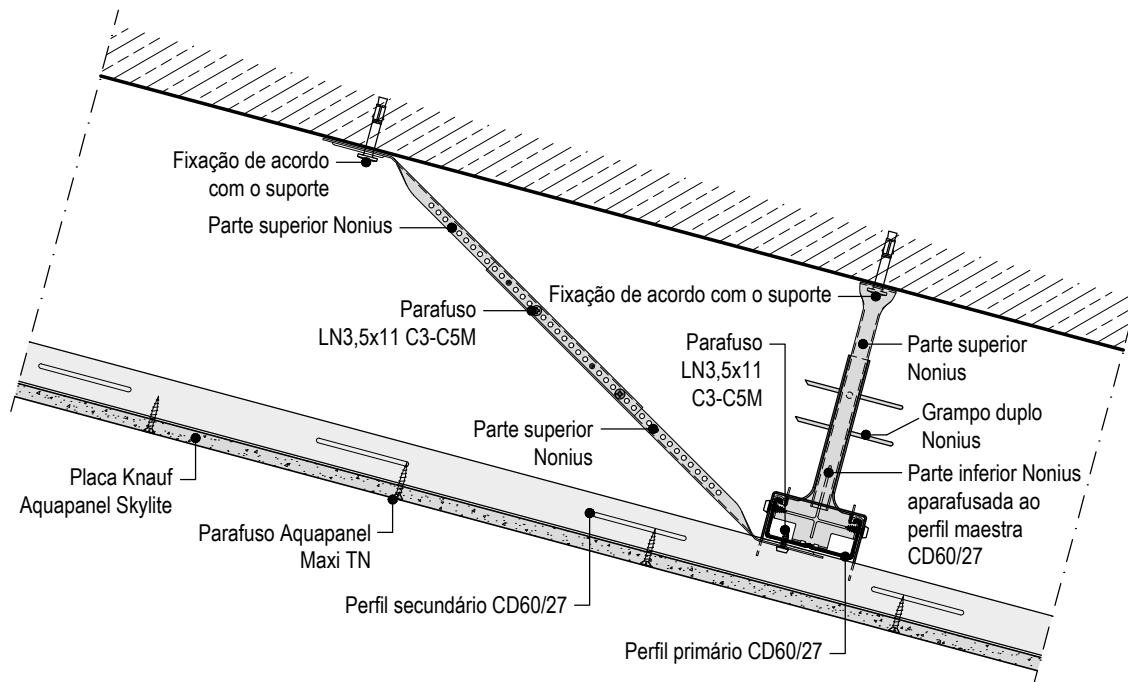 Fixação de acordo
com o suporte
Parte superior Nonius
Parafuso
LN3,5x11 C3-C5M
Fixação de acordo com o suporte
Parafuso
LN3,5x11
C3-C5M
Parte superior
Nonius
Grampo duplo
Nonius
Parte superior
Nonius
Parte inferior Nonius
aparafusada ao
perfil maestra
CD60/27
Placa Knauf
Aquapanel Skylite
Parafuso Aquapanel
Maxi TN
Perfil secundário CD60/27
Perfil primário CD60/27